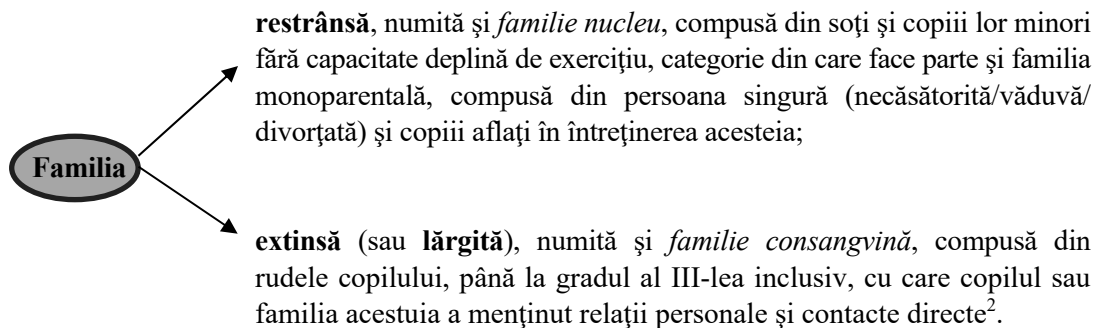 restrânsă, numită şi familie nucleu, compusă din soţi şi copiii lor minori
fără capacitate deplină de exerciţiu, categorie din care face parte şi familia
monoparentală, compusă din persoana singură (necăsătorită/văduvă/
divorţată) şi copiii aflaţi în întreţinerea acesteia;
Familia
extinsă (sau lărgită), numită şi familie consangvină, compusă din
rudele copilului, până la gradul al III-lea inclusiv, cu care copilul sau
familia acestuia a menţinut relaţii personale şi contacte directe².